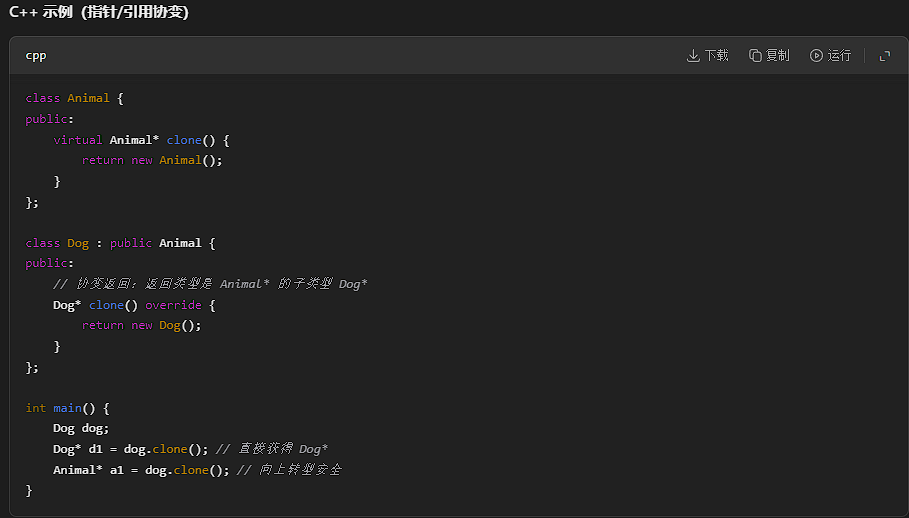 C++ 示例 (指针/引用协变)
cpp 下载 复制 运行
class Animal {
public:
    virtual Animal* clone() {
        return new Animal();
    }
};

class Dog : public Animal {
public:
    // 协变返回：返回类型是 Animal* 的子类型 Dog*
    Dog* clone() override {
        return new Dog();
    }
};

int main() {
    Dog dog;
    Dog* d1 = dog.clone(); // 直接获得 Dog*
    Animal* a1 = dog.clone(); // 向上转型安全
}